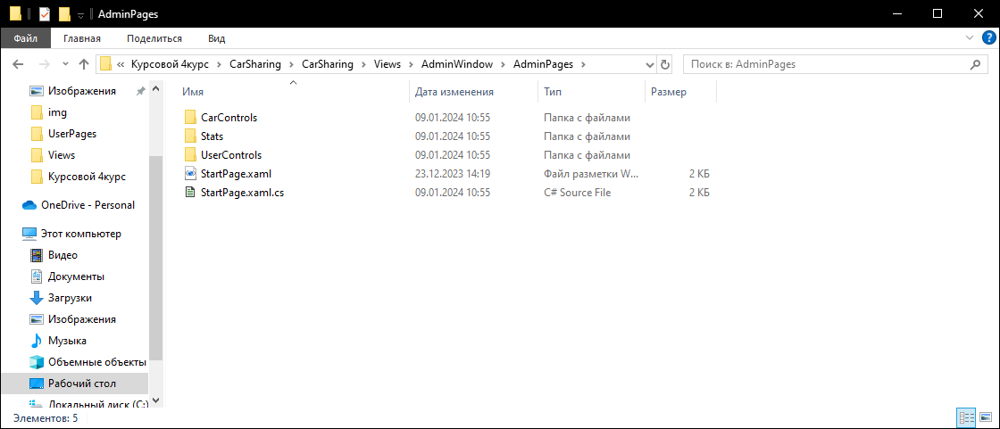 AdminPages
Файл Главная Поделиться Вид
« Курсовой 4курс › CarSharing › CarSharing › Views › AdminWindow › AdminPages ›
Поиск в: AdminPages
Изображения
img
UserPages
Views
Курсовой 4курс
OneDrive - Personal
Этот компьютер
Видео
Документы
Загрузки
Изображения
Музыка
Объемные объекты
Рабочий стол
Локальный диск (C:)
Имя Дата изменения Тип Размер
CarControls 09.01.2024 10:55 Папка с файлами
Stats 09.01.2024 10:55 Папка с файлами
UserControls 09.01.2024 10:55 Папка с файлами
StartPage.xaml 23.12.2023 14:19 Файл разметки W... 2 КБ
StartPage.xaml.cs 09.01.2024 10:55 C# Source File 2 КБ
Элементов: 5